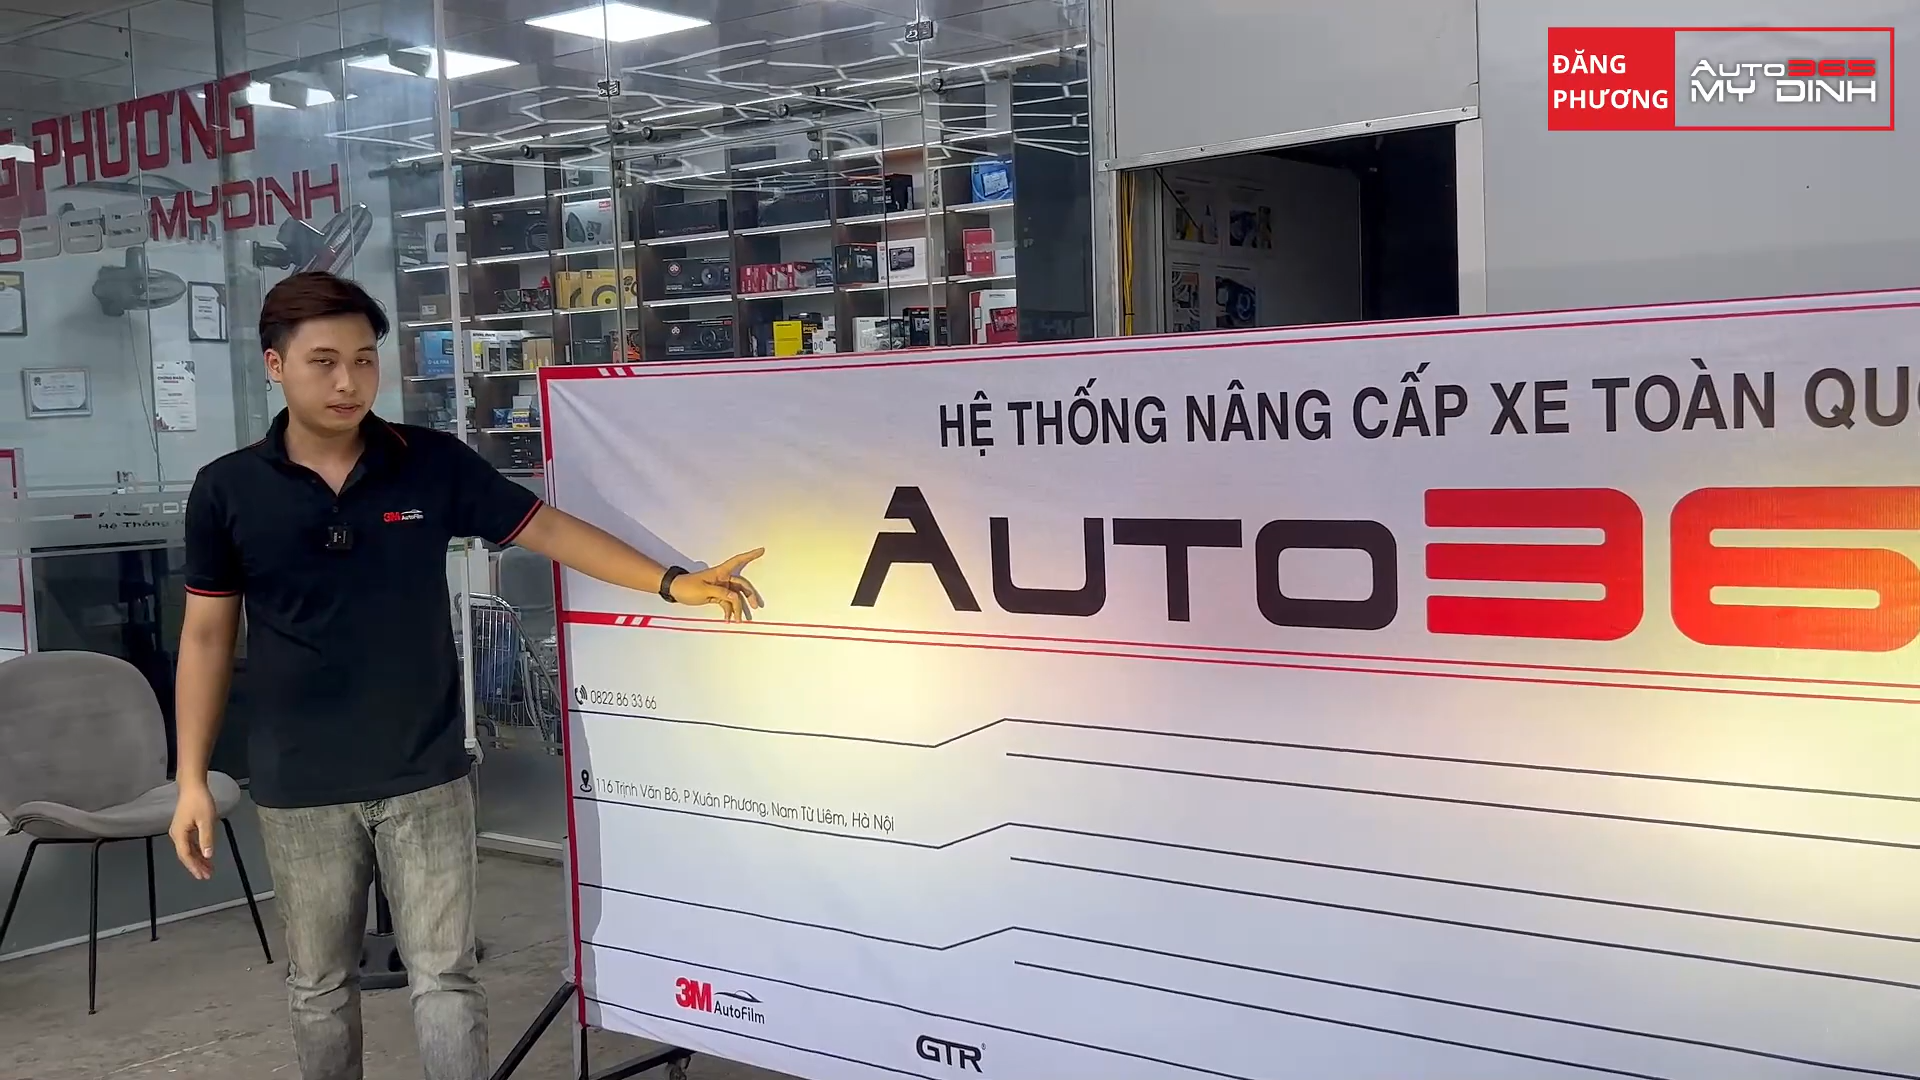 ĐĂNG
PHƯƠNG
AUTO365
MY DINH
G PHƯƠNG
O365 MYDINH
HỆ THỐNG NÂNG CẤP XE TOÀN QU
AUTO36
3M AutoFilm
0822 86 33 66
116 Trịnh Văn Bô, P Xuân Phương, Nam Từ Liêm, Hà Nội
3M AutoFilm
GTR